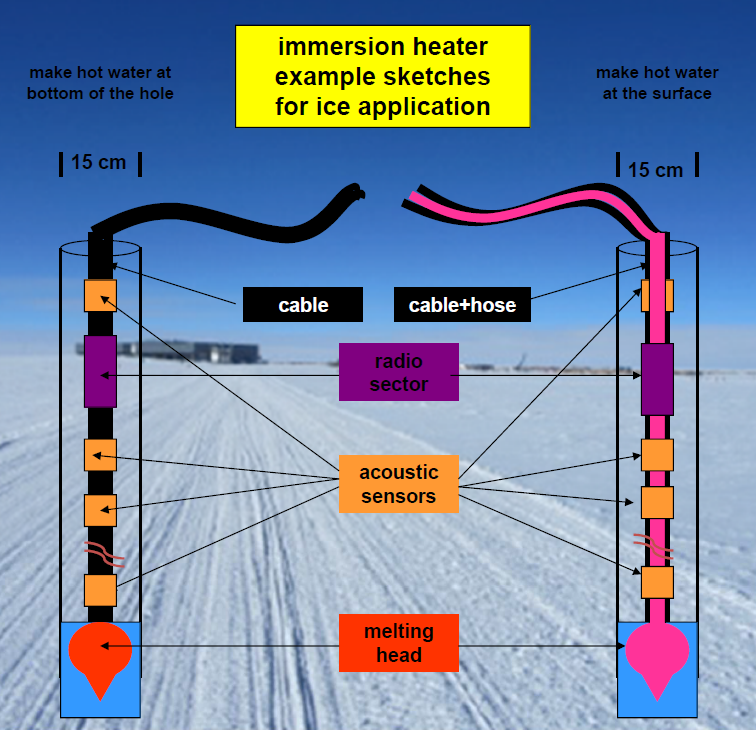 immersion heater
example sketches
for ice application
make hot water at
bottom of the hole
make hot water
at the surface
15 cm
15 cm
cable
cable+hose
radio
sector
acoustic
sensors
melting
head